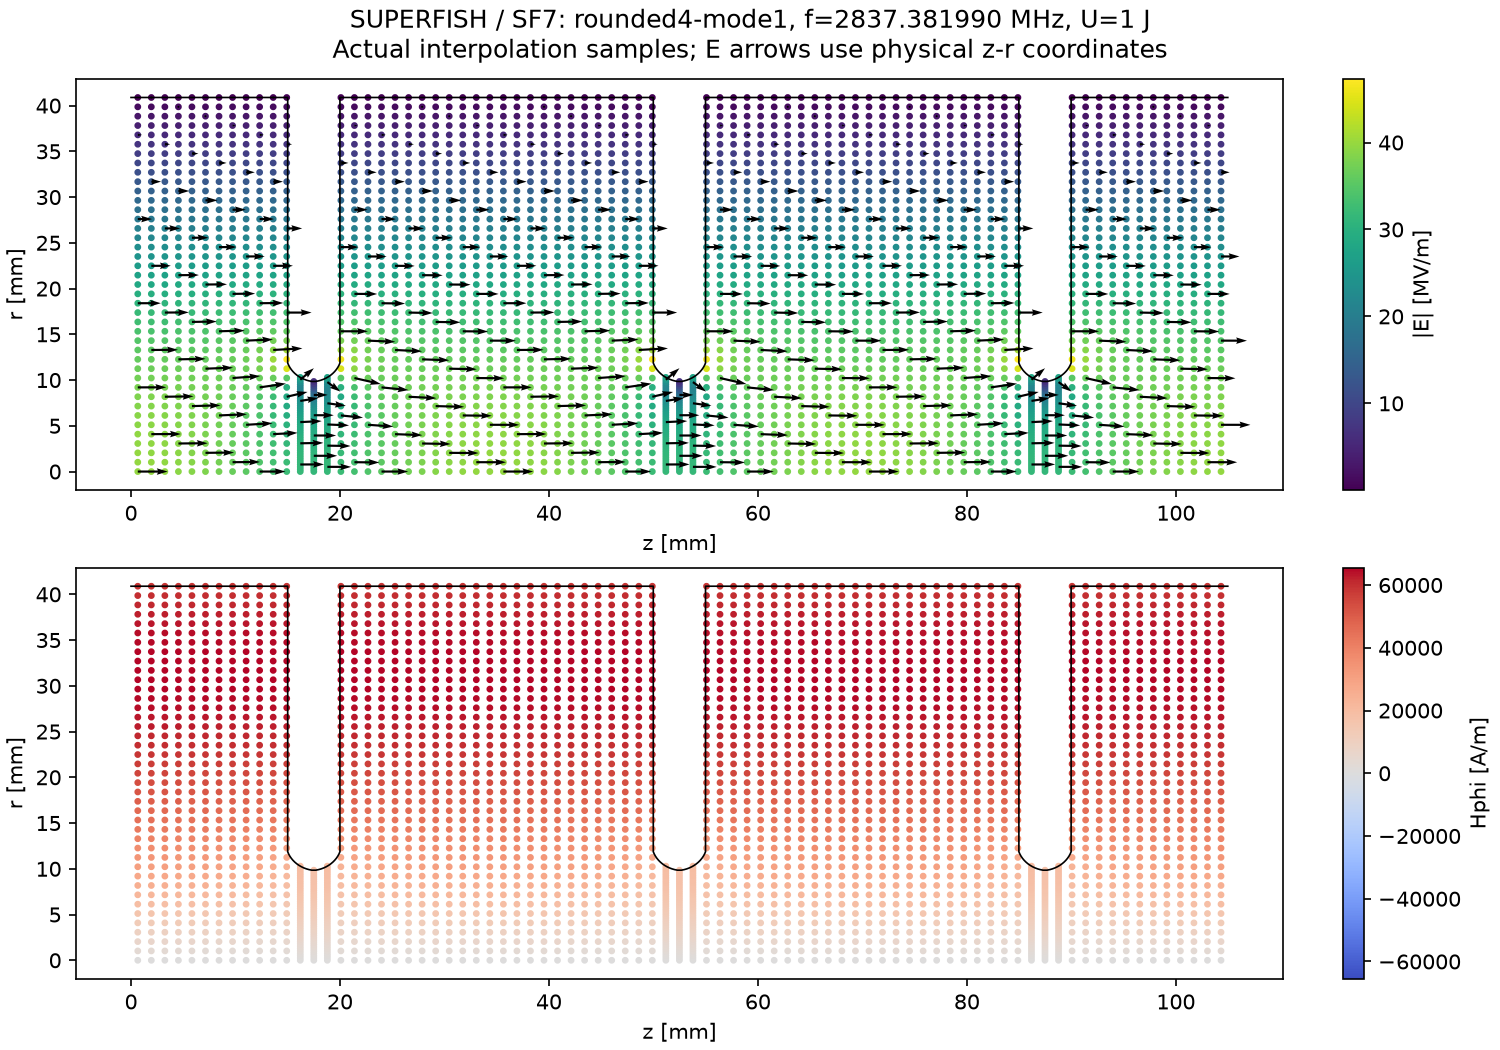 SUPERFISH / SF7: rounded4-mode1, f=2837.381990 MHz, U=1 J
Actual interpolation samples; E arrows use physical z-r coordinates
40
35
30
25
20
15
10
5
0
r [mm]
0 20 40 60 80 100
z [mm]
40
30
20
10
|E| [MV/m]
40
35
30
25
20
15
10
5
0
r [mm]
0 20 40 60 80 100
z [mm]
60000
40000
20000
0
−20000
−40000
−60000
Hphi [A/m]